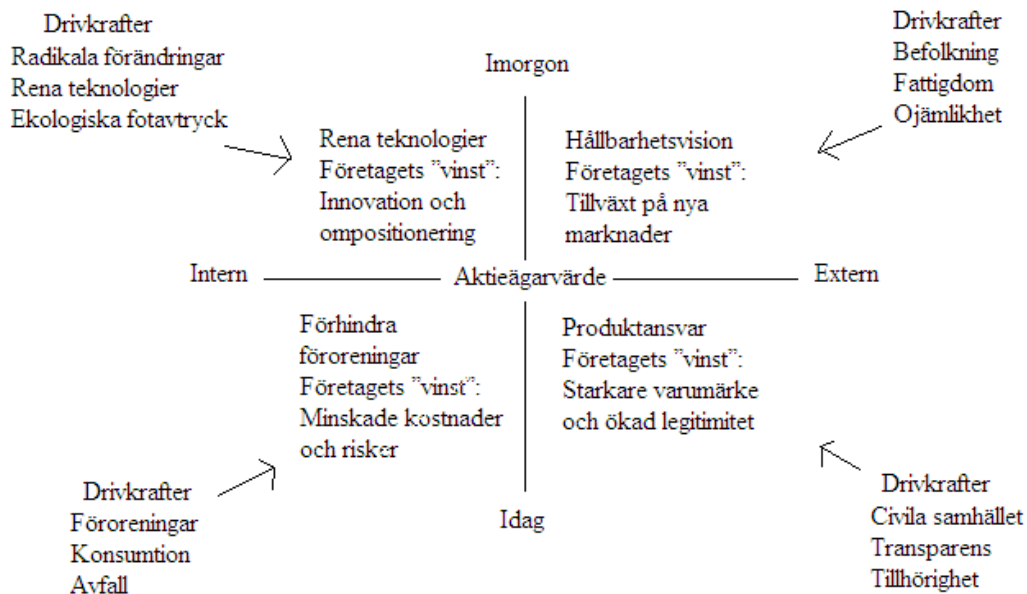 Drivkrafter
Radikala förändringar
Rena teknologier
Ekologiska fotavtryck
Imorgon
Drivkrafter
Befolkning
Fattigdom
Ojämlikhet
Rena teknologier
Företagets ”vinst”:
Innovation och
ompositionering
Hållbarhetsvision
Företagets ”vinst”:
Tillväxt på nya
marknader
Intern
Aktieägarvärde
Extern
Förhindra
föroreningar
Företagets ”vinst”:
Minskade kostnader
och risker
Produktansvar
Företagets ”vinst”:
Starkare varumärke
och ökad legitimitet
Drivkrafter
Föroreningar
Konsumtion
Avfall
Idag
Drivkrafter
Civila samhället
Transparens
Tillhörighet